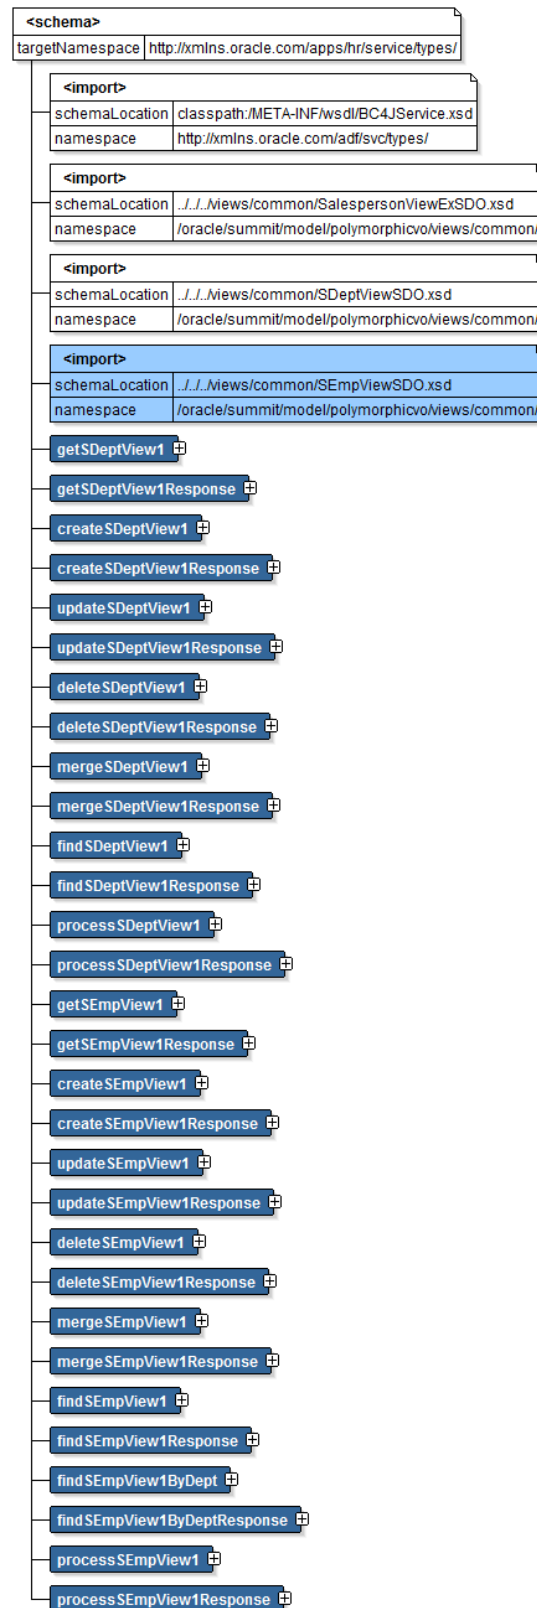 <schema>
targetNamespace http://xmlns.oracle.com/apps/hr/service/types/
<import>
schemaLocation classpath:/META-INF/wsdl/BC4JService.xsd
namespace http://xmlns.oracle.com/adf/svc/types/
<import>
schemaLocation ../../../views/common/SalespersonViewExSDO.xsd
namespace /oracle/summit/model/polymorphicvo/views/common/
<import>
schemaLocation ../../../views/common/SDeptViewSDO.xsd
namespace /oracle/summit/model/polymorphicvo/views/common/
<import>
schemaLocation ../../../views/common/SEmpViewSDO.xsd
namespace /oracle/summit/model/polymorphicvo/views/common/
getSDeptView1
getSDeptView1Response
createSDeptView1
createSDeptView1Response
updateSDeptView1
updateSDeptView1Response
deleteSDeptView1
deleteSDeptView1Response
mergeSDeptView1
mergeSDeptView1Response
findSDeptView1
findSDeptView1Response
processSDeptView1
processSDeptView1Response
getSEmpView1
getSEmpView1Response
createSEmpView1
createSEmpView1Response
updateSEmpView1
updateSEmpView1Response
deleteSEmpView1
deleteSEmpView1Response
mergeSEmpView1
mergeSEmpView1Response
findSEmpView1
findSEmpView1Response
findSEmpView1ByDept
findSEmpView1ByDeptResponse
processSEmpView1
processSEmpView1Response